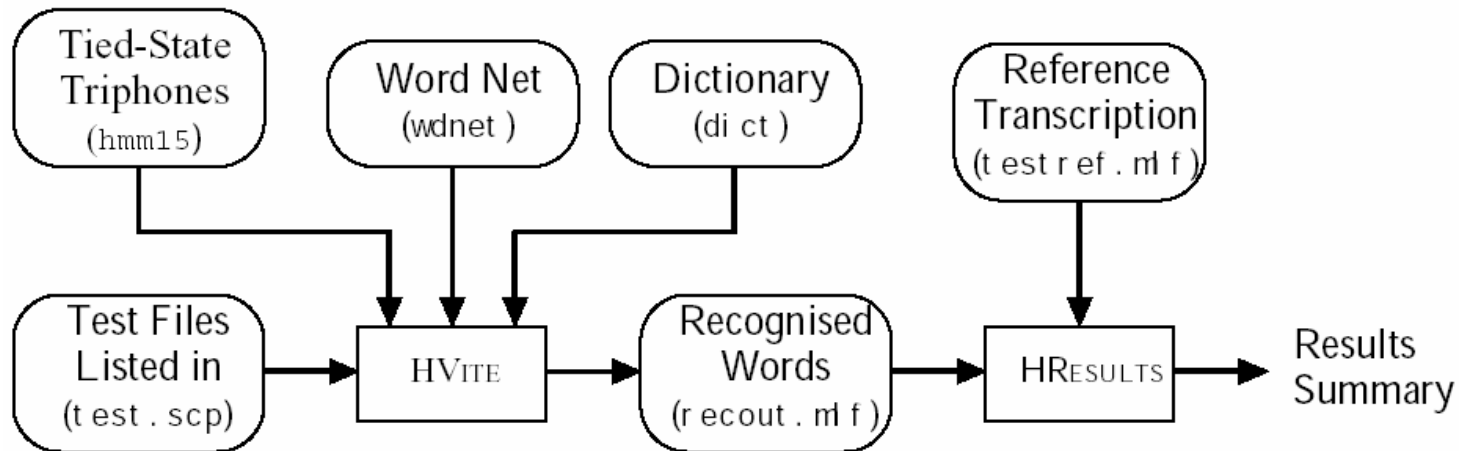 Tied-State
Triphones
(hmm15)
Word Net
(wdnet)
Dictionary
(dict)
Reference
Transcription
(testref.mlf)
Test Files
Listed in
(test.scp)
HVITE
Recognised
Words
(recout.mlf)
HRESULTS
Results
Summary